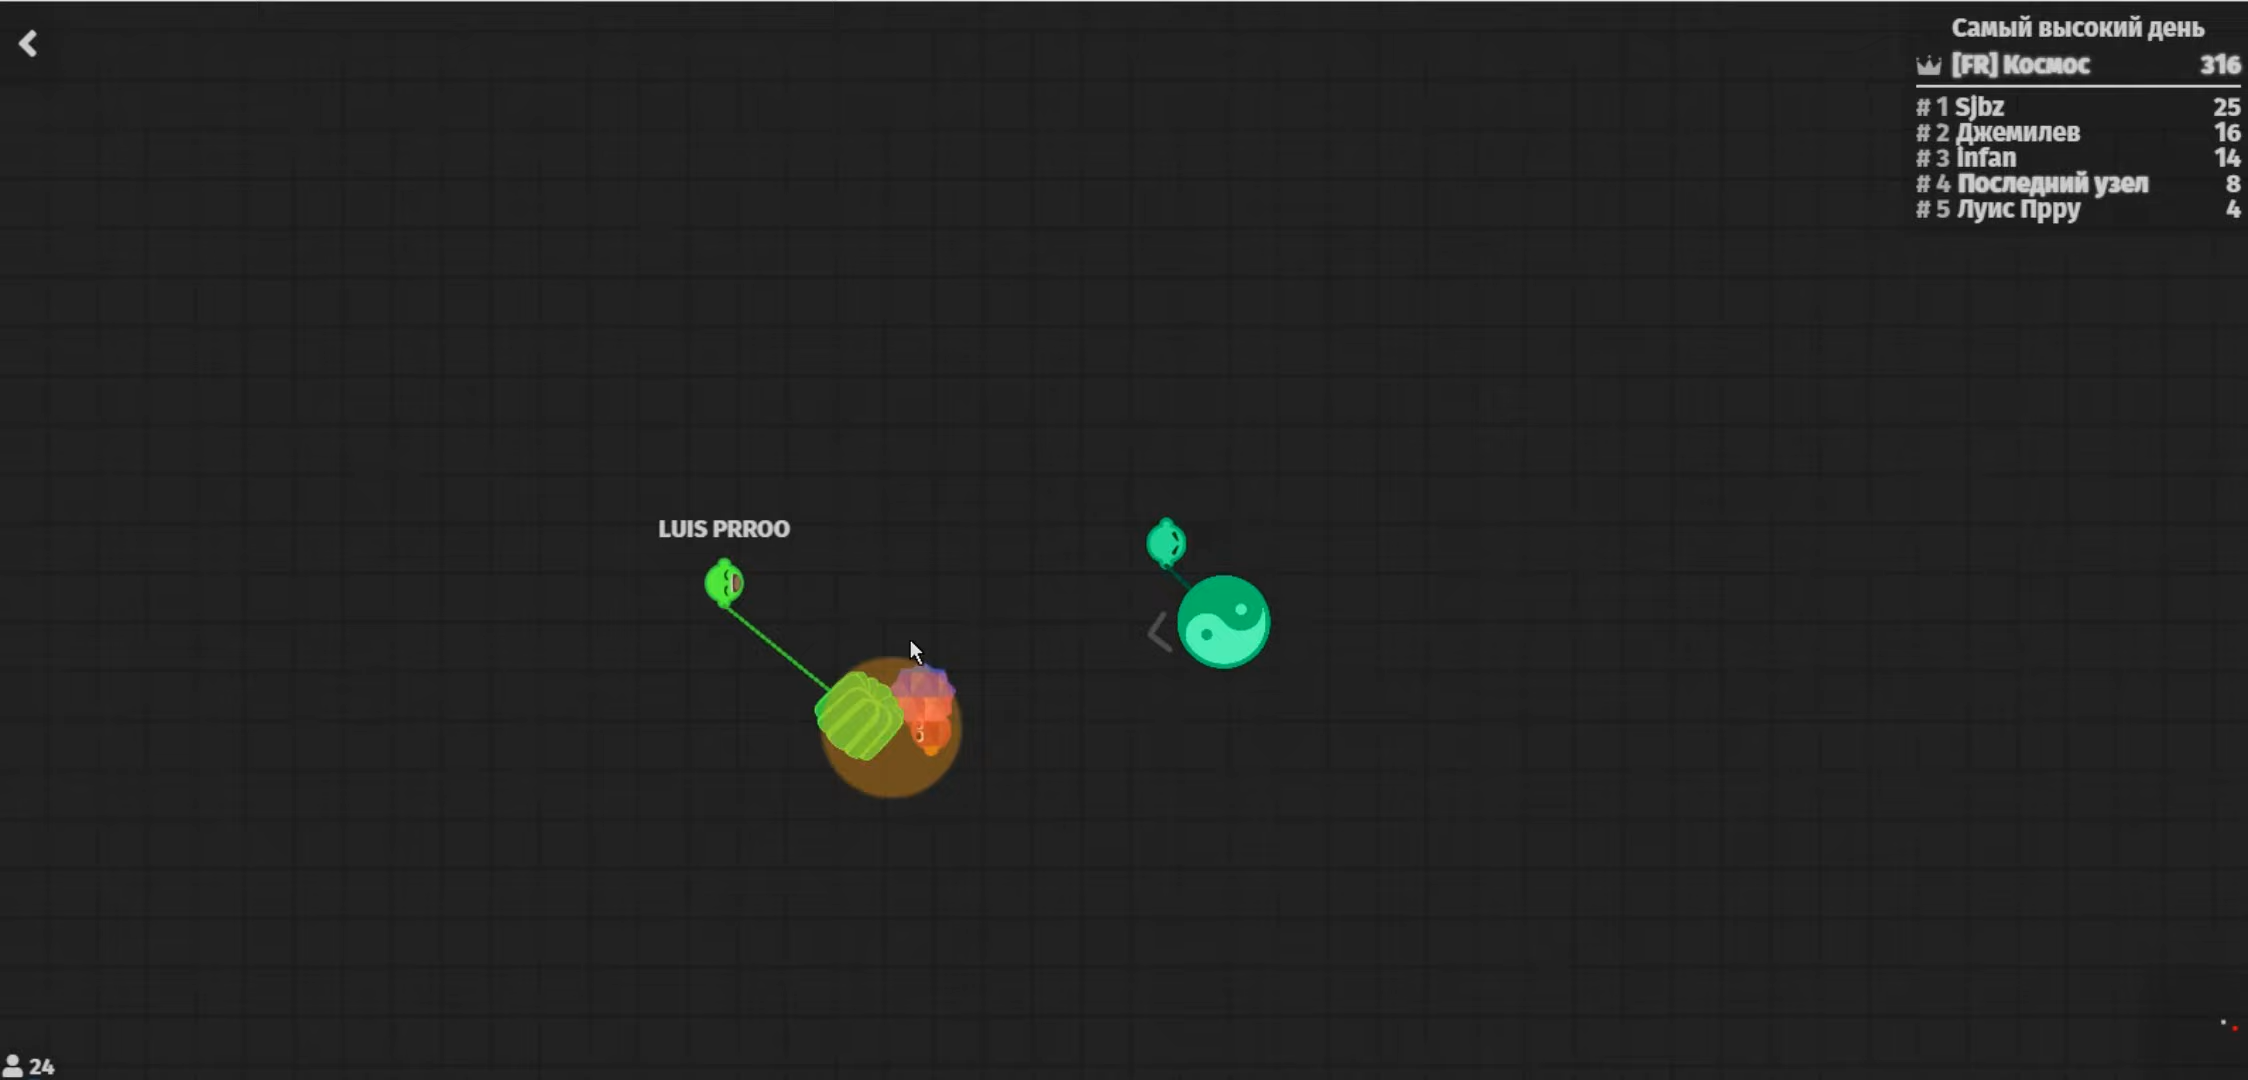 Самый высокий день
[FR] Космос 316
# 1 Sjbz 25
# 2 Джемилев 16
# 3 infan 14
# 4 Последний узел 8
# 5 Луис Прру 4
LUIS PRROO
24